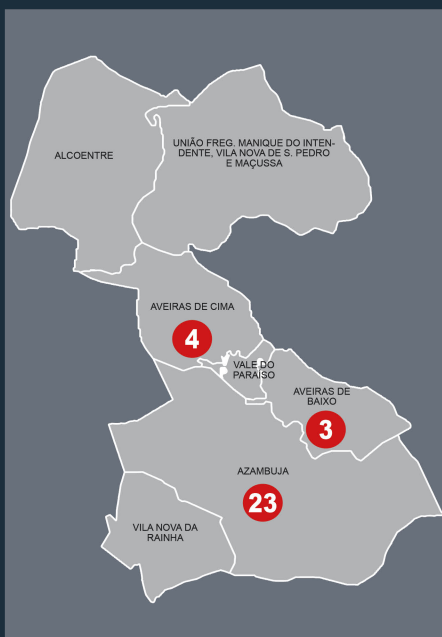 ALCOENTRE
UNIÃO FREG. MANIQUE DO INTEN-
DENTE, VILA NOVA DE S. PEDRO
E MAÇUSSA
AVEIRAS DE CIMA
4
VALE DO
PARAÍSO
AVEIRAS DE
BAIXO
3
AZAMBUJA
23
VILA NOVA DA
RAINHA